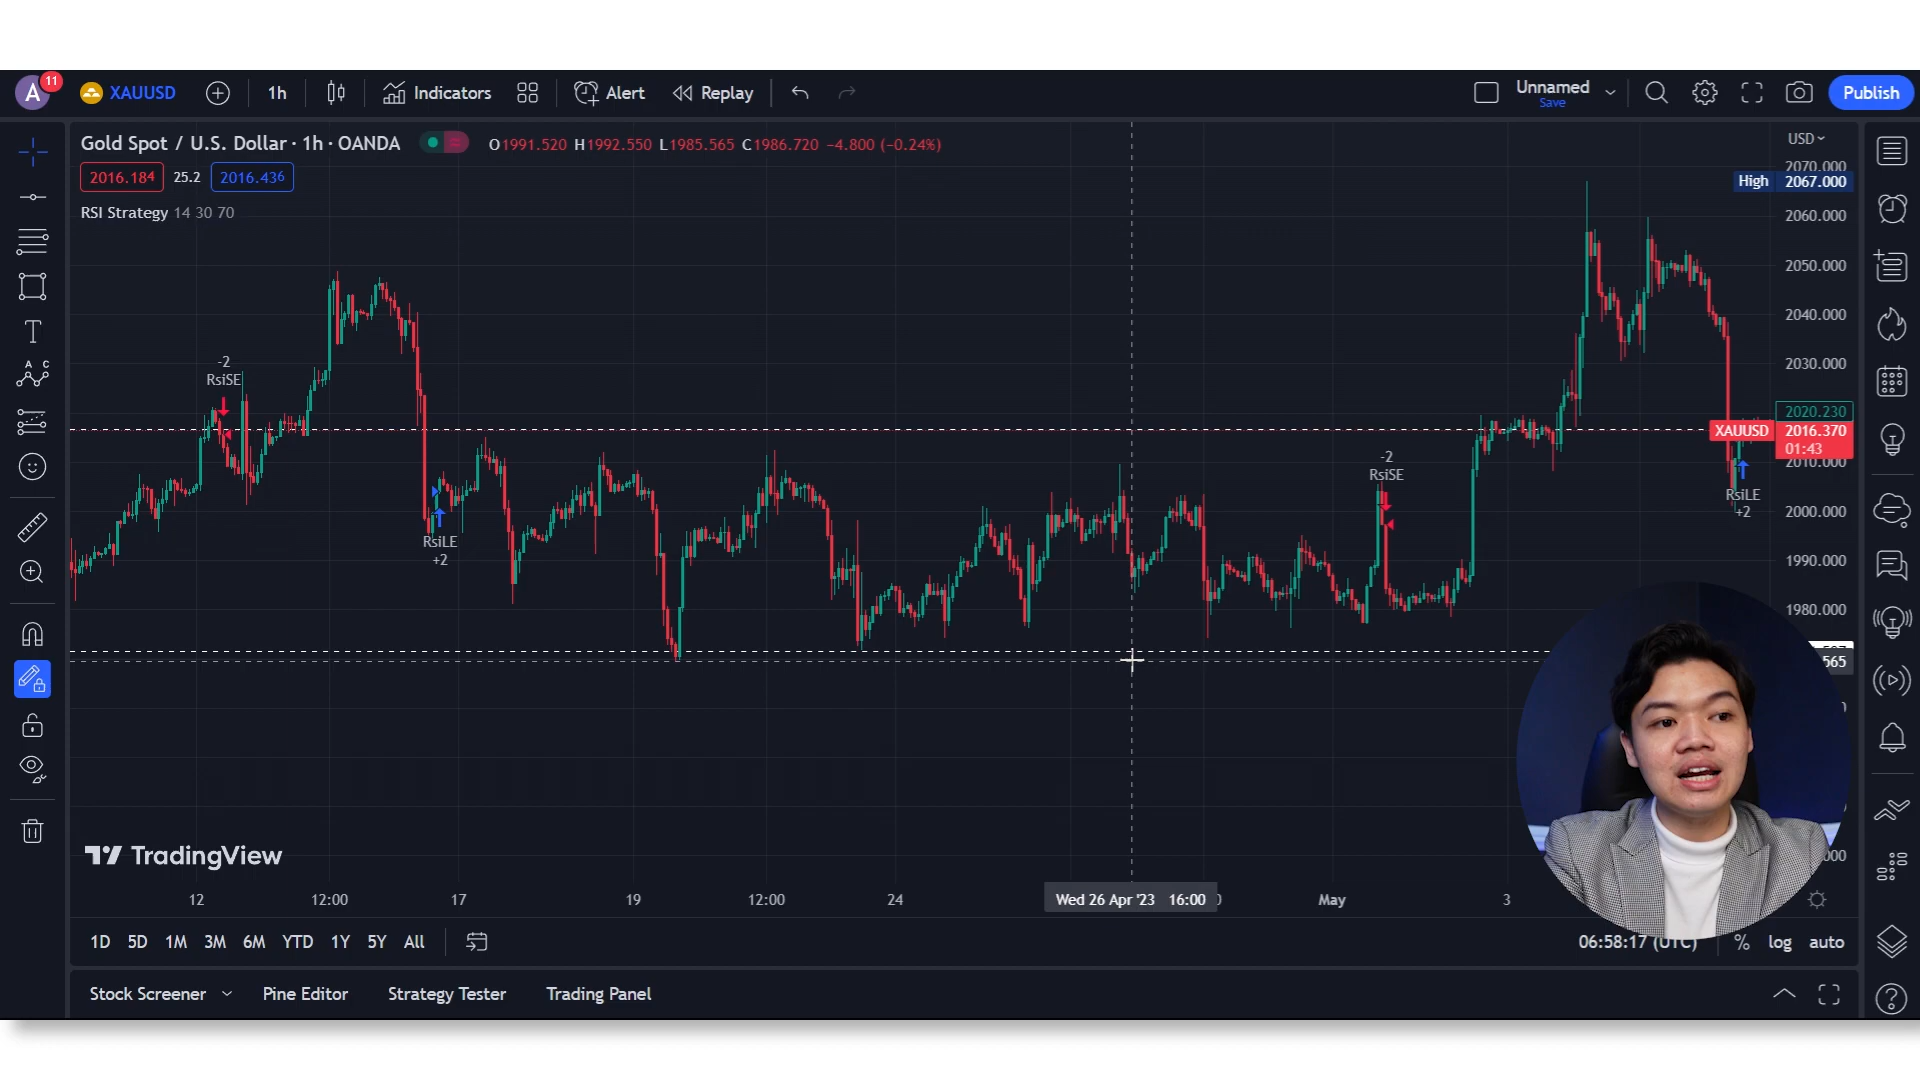 A 11 XAUUSD 1h Indicators Alert Replay Unnamed Save Publish
Gold Spot / U.S. Dollar · 1h · OANDA O1991.520 H1992.550 L1985.565 C1986.720 −4.800 (−0.24%)
USD
2016.184 25.2 2016.436
RSI Strategy 14 30 70
2070.000
High 2067.000
2060.000
2050.000
2040.000
2030.000
2020.230
XAUUSD 2016.370
01:43
2010.000
2000.000
1990.000
1980.000
565
-2
RsiSE
RsiLE
+2
-2
RsiSE
RsiLE
+2
TradingView
12 12:00 17 19 12:00 24 Wed 26 Apr '23 16:00 May 3
1D 5D 1M 3M 6M YTD 1Y 5Y All
06:58:17 (UTC) % log auto
Stock Screener Pine Editor Strategy Tester Trading Panel